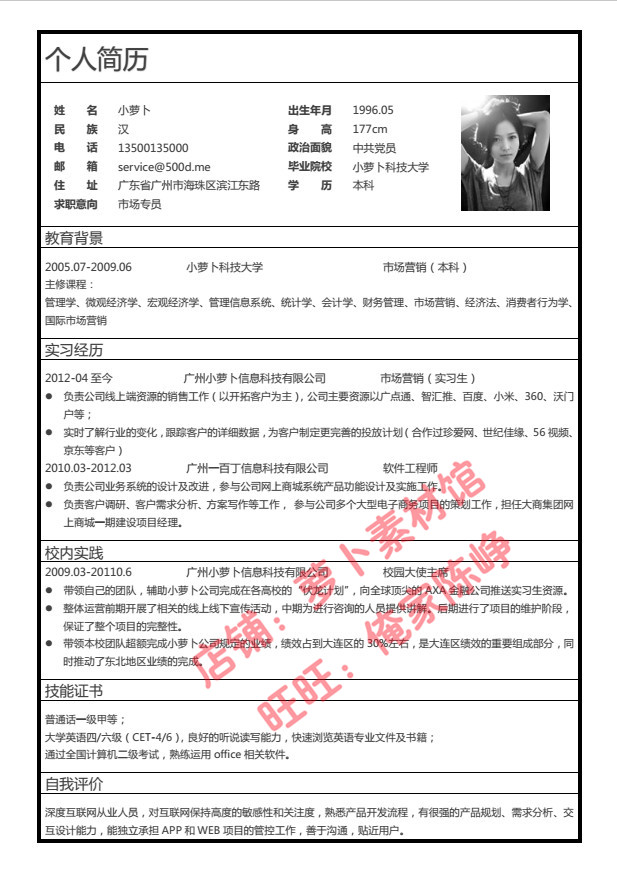 个人简历
姓 名 小萝卜 出生年月 1996.05
民 族 汉 身 高 177cm
电 话 13500135000 政治面貌 中共党员
邮 箱 service@500d.me 毕业院校 小萝卜科技大学
住 址 广东省广州市海珠区滨江东路 学 历 本科
求职意向 市场专员
教育背景
2005.07-2009.06 小萝卜科技大学 市场营销（本科）
主修课程：
管理学、微观经济学、宏观经济学、管理信息系统、统计学、会计学、财务管理、市场营销、经济法、消费者行为学、
国际市场营销
实习经历
2012-04 至今 广州小萝卜信息科技有限公司 市场营销（实习生）
● 负责公司线上端资源的销售工作（以开拓客户为主），公司主要资源以广点通、智汇推、百度、小米、360、沃门
户等；
● 实时了解行业的变化，跟踪客户的详细数据，为客户制定更完善的投放计划（合作过珍爱网、世纪佳缘、56 视频、
京东等客户）
2010.03-2012.03 广州一百丁信息科技有限公司 软件工程师
● 负责公司业务系统的设计及改进，参与公司网上商城系统产品功能设计及实施工作。
● 负责客户调研、客户需求分析、方案写作等工作， 参与公司多个大型电子商务项目的策划工作，担任大商集团网
上商城一期建设项目经理。
校内实践
2009.03-20110.6 广州小萝卜信息科技有限公司 校园大使主席
● 带领自己的团队，辅助小萝卜公司完成在各高校的“伏龙计划”，向全球顶尖的 AXA 金融公司推送实习生资源。
● 整体运营前期开展了相关的线上线下宣传活动，中期为进行咨询的人员提供讲解。后期进行了项目的维护阶段，
保证了整个项目的完整性。
● 带领本校团队超额完成小萝卜公司规定的业绩，绩效占到大连区的 30%左右，是大连区绩效的重要组成部分，同
时推动了东北地区业绩的完成。
技能证书
普通话一级甲等；
大学英语四/六级（CET-4/6），良好的听说读写能力，快速浏览英语专业文件及书籍；
通过全国计算机二级考试，熟练运用 office 相关软件。
自我评价
深度互联网从业人员，对互联网保持高度的敏感性和关注度，熟悉产品开发流程，有很强的产品规划、需求分析、交
互设计能力，能独立承担 APP 和 WEB 项目的管控工作，善于沟通，贴近用户。
店铺：萝卜素材馆
旺旺：俺家陈峥